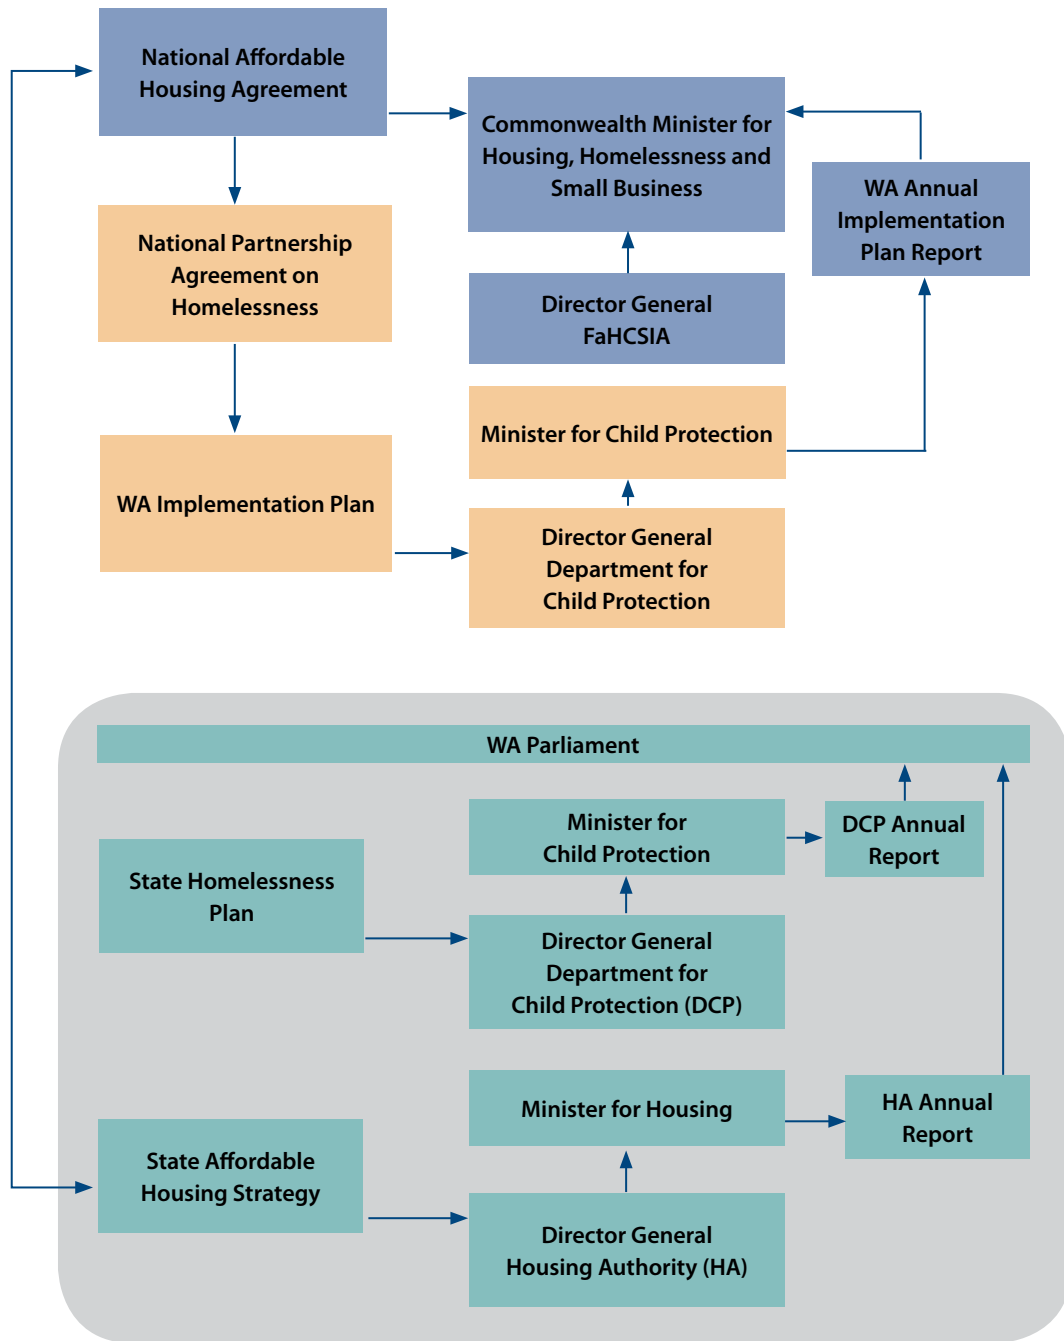 National Affordable
Housing Agreement
Commonwealth Minister for
Housing, Homelessness and
Small Business
WA Annual
Implementation
Plan Report
National Partnership
Agreement on
Homelessness
Director General
FaHCSIA
Minister for Child Protection
WA Implementation Plan
Director General
Department for
Child Protection
WA Parliament
Minister for
Child Protection
DCP Annual
Report
State Homelessness
Plan
Director General
Department for
Child Protection (DCP)
Minister for Housing
HA Annual
Report
State Affordable
Housing Strategy
Director General
Housing Authority (HA)